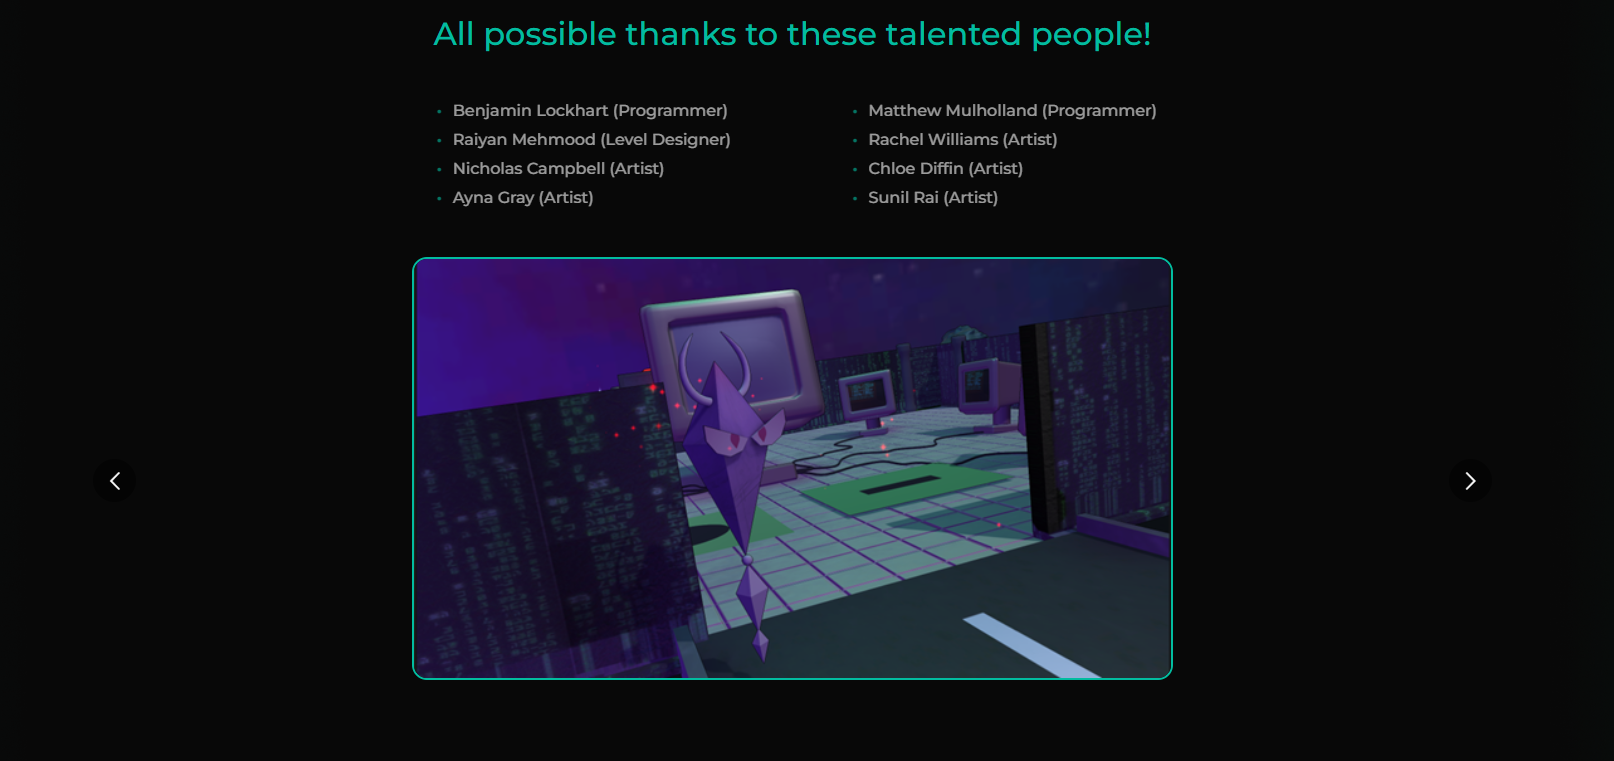 All possible thanks to these talented people!
Benjamin Lockhart (Programmer)
Raiyan Mehmood (Level Designer)
Nicholas Campbell (Artist)
Ayna Gray (Artist)
Matthew Mulholland (Programmer)
Rachel Williams (Artist)
Chloe Diffin (Artist)
Sunil Rai (Artist)